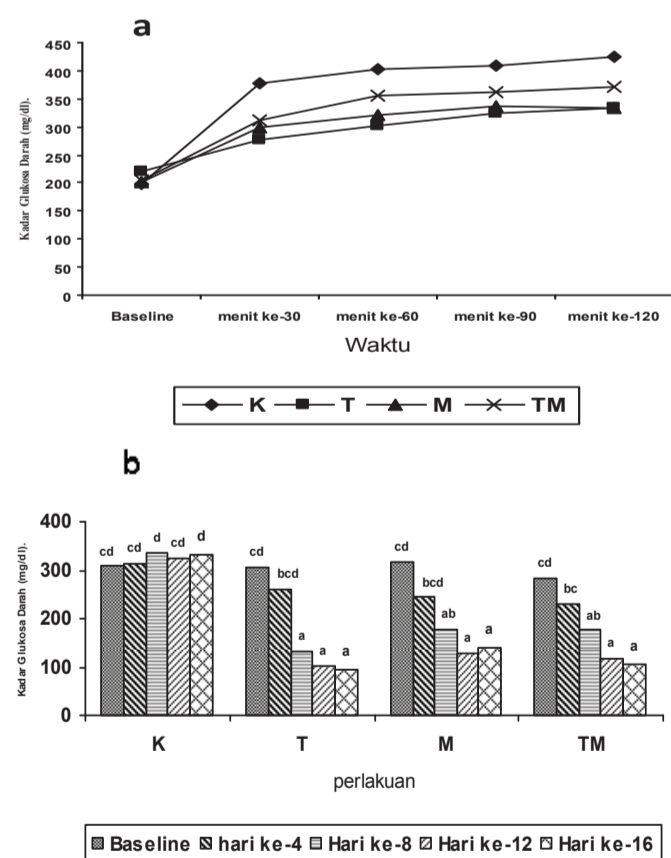 a
Kadar Glukosa Darah (mg/dl).
450
400
350
300
250
200
150
100
50
0
Baseline menit ke-30 menit ke-60 menit ke-90 menit ke-120
Waktu
K T M TM
b
Kadar Glukosa Darah (mg/dl).
400
300
200
100
0
cd cd d cd d
cd bcd a a a
cd bcd ab a a
cd bc ab a a
K T M TM
perlakuan
Baseline hari ke-4 Hari ke-8 Hari ke-12 Hari ke-16